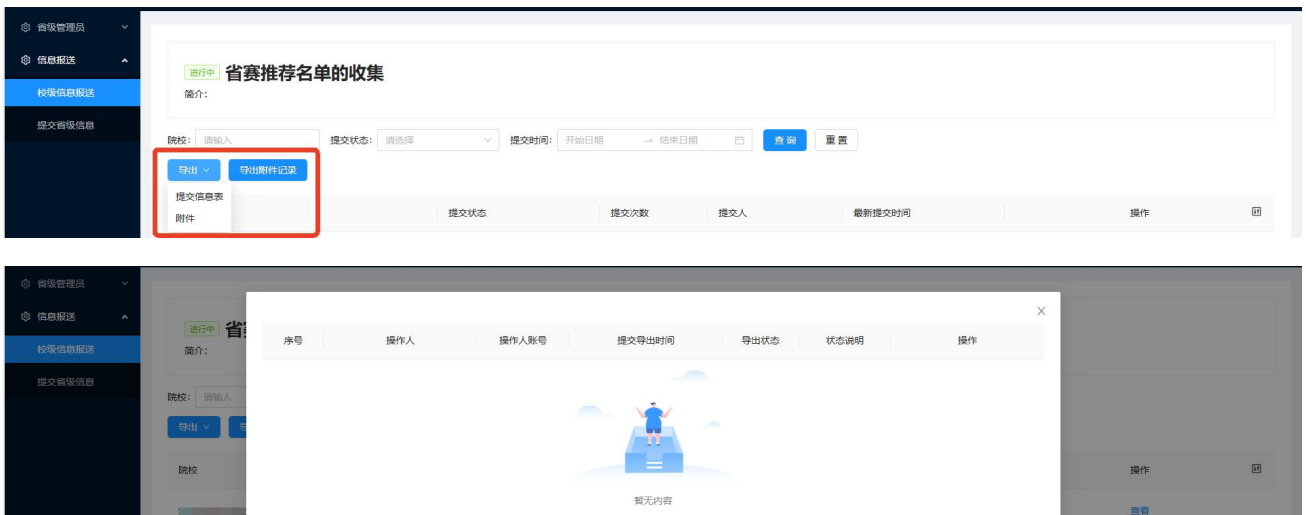 省级管理员
信息报送
校级信息报送
提交省级信息
进行中 省赛推荐名单的收集
简介：
院校： 请输入 提交状态： 请选择 提交时间： 开始日期 → 结束日期 查 询 重 置
导出 导出附件记录
提交信息表
附件
提交状态 提交次数 提交人 最新提交时间 操作
省级管理员
信息报送
校级信息报送
提交省级信息
进行中 省
简介：
院校： 请输入
导出
院校 操作
查看
X
序号 操作人 操作人账号 提交导出时间 导出状态 状态说明 操作
暂无内容